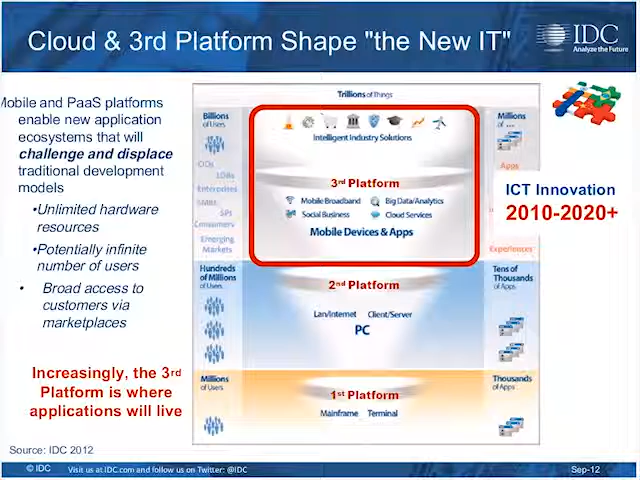 Cloud & 3rd Platform Shape "the New IT"
IDC
Analyze the Future
Mobile and PaaS platforms
enable new application
ecosystems that will
challenge and displace
traditional development
models
•Unlimited hardware
resources
•Potentially infinite
number of users
• Broad access to
customers via
marketplaces
Increasingly, the 3rd
Platform is where
applications will live
Trillions of Things
Billions
of Users
CIOs
LOBs
Enterprises
SMBs
SPs
Consumers
Emerging
Markets
Intelligent Industry Solutions
3rd Platform
Mobile Broadband
Big Data/Analytics
Social Business
Cloud Services
Mobile Devices & Apps
Millions
of ...
Apps
Experiences
ICT Innovation
2010-2020+
Hundreds
of Millions
of Users
2nd Platform
Lan/Internet Client/Server
PC
Tens of
Thousands
of Apps
Millions
of Users
1st Platform
Mainframe Terminal
Thousands
of Apps
Source: IDC 2012
© IDC Visit us at IDC.com and follow us on Twitter: @IDC
Sep-12